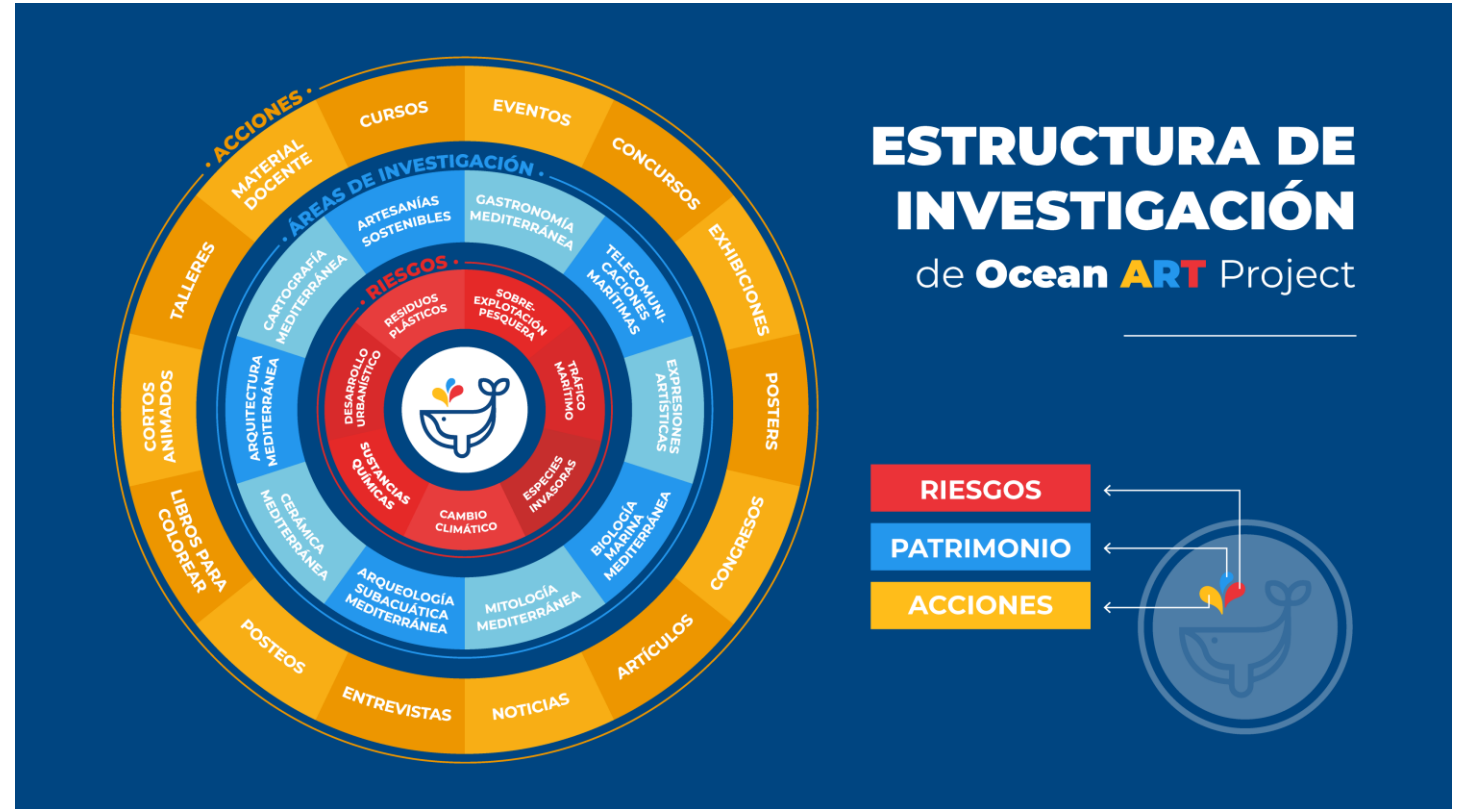 · ACCIONES ·
CURSOS
EVENTOS
CONCURSOS
EXHIBICIONES
POSTERS
CONGRESOS
ARTÍCULOS
NOTICIAS
ENTREVISTAS
POSTEOS
LIBROS PARA
COLOREAR
CORTOS
ANIMADOS
TALLERES
MATERIAL
DOCENTE
· ÁREAS DE INVESTIGACIÓN ·
ARTESANÍAS
SOSTENIBLES
GASTRONOMÍA
MEDITERRÁNEA
TELECOMUNI-
CACIONES
MARÍTIMAS
EXPRESIONES
ARTÍSTICAS
BIOLOGÍA
MARINA
MEDITERRÁNEA
MITOLOGÍA
MEDITERRÁNEA
ARQUEOLOGÍA
SUBACUÁTICA
MEDITERRÁNEA
CERÁMICA
MEDITERRÁNEA
ARQUITECTURA
MEDITERRÁNEA
CARTOGRAFÍA
MEDITERRÁNEA
· RIESGOS ·
RESIDUOS
PLÁSTICOS
SOBRE-
EXPLOTACIÓN
PESQUERA
TRÁFICO
MARÍTIMO
ESPECIES
INVASORAS
CAMBIO
CLIMÁTICO
SUSTANCIAS
QUÍMICAS
DESARROLLO
URBANÍSTICO
ESTRUCTURA DE
INVESTIGACIÓN
de Ocean ART Project
RIESGOS
PATRIMONIO
ACCIONES